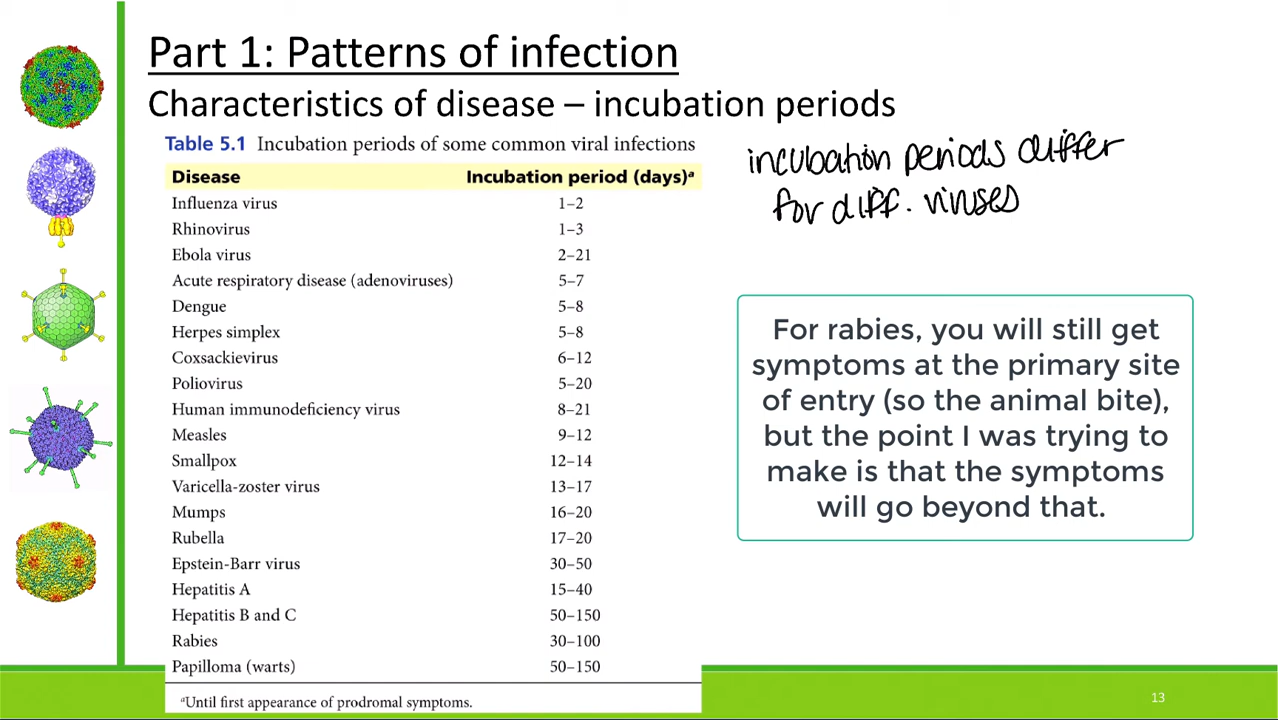 Part 1: Patterns of infection
Characteristics of disease – incubation periods
Table 5.1 Incubation periods of some common viral infections
Disease Incubation period (days)ᵃ
Influenza virus 1–2
Rhinovirus 1–3
Ebola virus 2–21
Acute respiratory disease (adenoviruses) 5–7
Dengue 5–8
Herpes simplex 5–8
Coxsackievirus 6–12
Poliovirus 5–20
Human immunodeficiency virus 8–21
Measles 9–12
Smallpox 12–14
Varicella-zoster virus 13–17
Mumps 16–20
Rubella 17–20
Epstein-Barr virus 30–50
Hepatitis A 15–40
Hepatitis B and C 50–150
Rabies 30–100
Papilloma (warts) 50–150
ᵃUntil first appearance of prodromal symptoms.
incubation periods differ
for diff. viruses
For rabies, you will still get
symptoms at the primary site
of entry (so the animal bite),
but the point I was trying to
make is that the symptoms
will go beyond that.
13